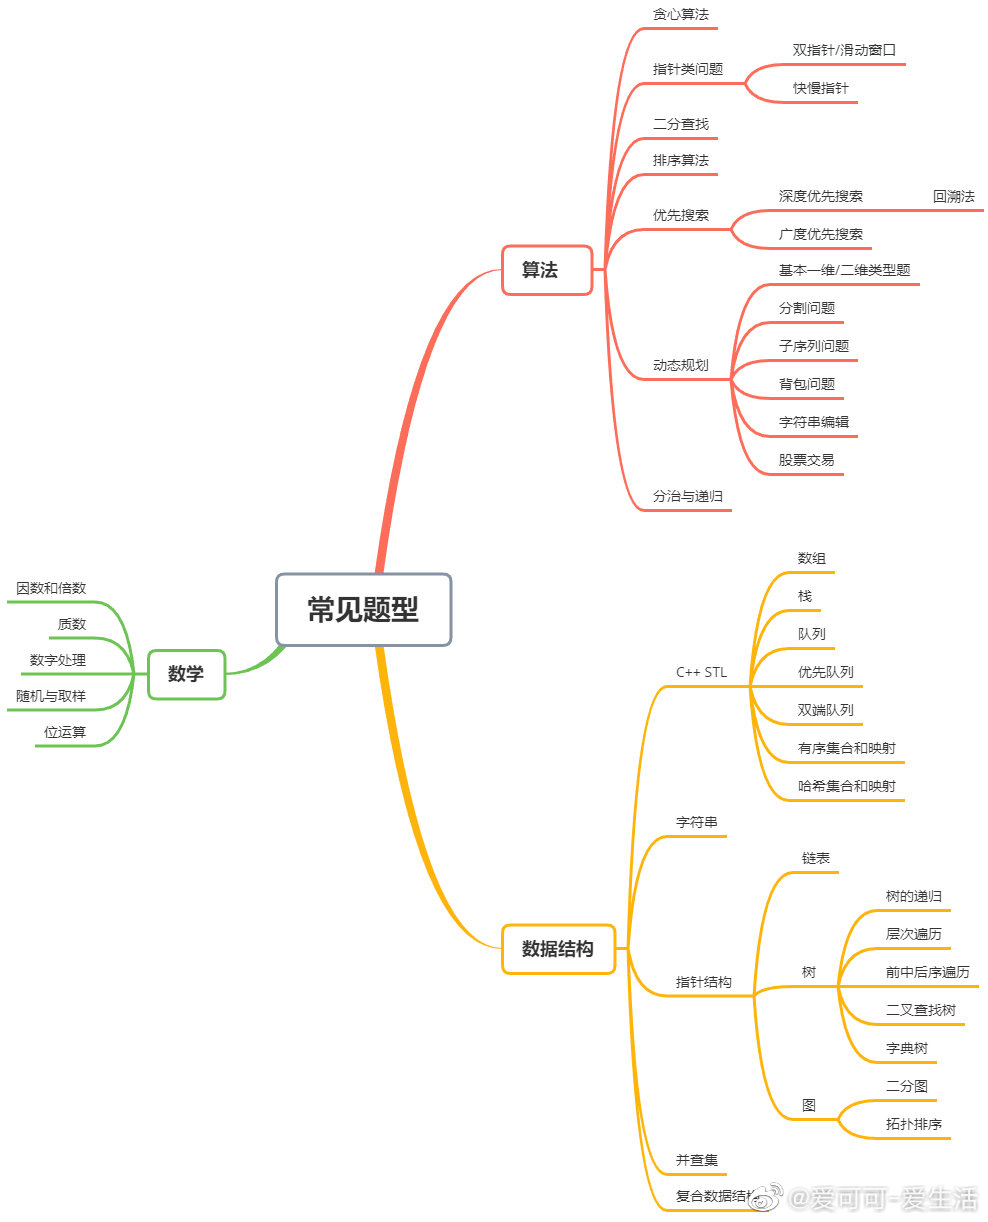 常见题型
算法
贪心算法
指针类问题
双指针/滑动窗口
快慢指针
二分查找
排序算法
优先搜索
深度优先搜索
回溯法
广度优先搜索
动态规划
基本一维/二维类型题
分割问题
子序列问题
背包问题
字符串编辑
股票交易
分治与递归
数学
因数和倍数
质数
数字处理
随机与取样
位运算
数据结构
C++ STL
数组
栈
队列
优先队列
双端队列
有序集合和映射
哈希集合和映射
字符串
指针结构
链表
树
树的递归
层次遍历
前中后序遍历
二叉查找树
字典树
图
二分图
拓扑排序
并查集
复合数据结构
@爱可可-爱生活